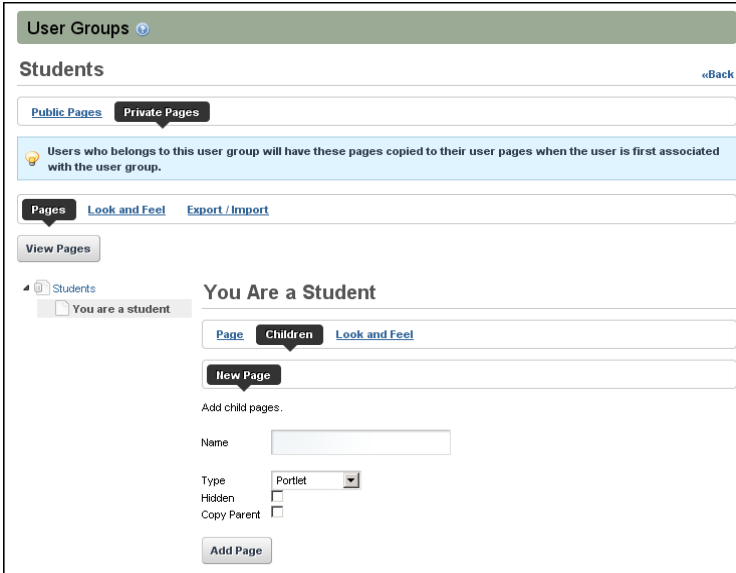 User Groups
Students
«Back
Public Pages Private Pages
Users who belongs to this user group will have these pages copied to their user pages when the user is first associated
with the user group.
Pages Look and Feel Export / Import
View Pages
Students
You are a student
You Are a Student
Page Children Look and Feel
New Page
Add child pages.
Name
Type Portlet
Hidden
Copy Parent
Add Page